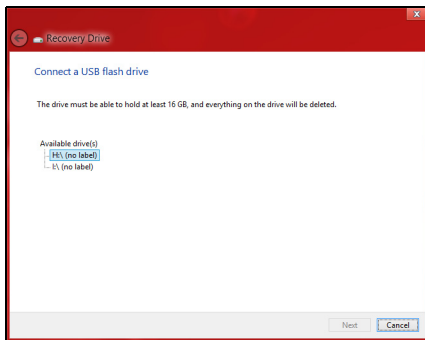 x
Recovery Drive
Connect a USB flash drive
The drive must be able to hold at least 16 GB, and everything on the drive will be deleted.
Available drive(s)
H:\ (no label)
I:\ (no label)
Next Cancel